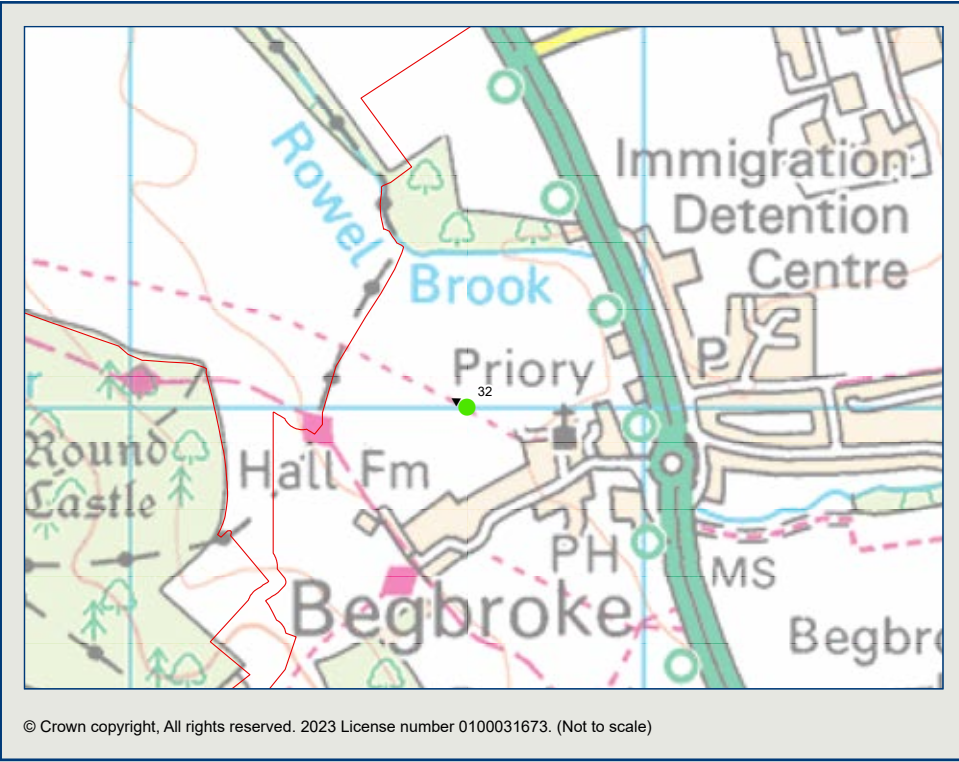 Immigration
Detention
Centre
Rowel
Brook
Priory
P
32
r
Round
Castle
Hall Fm
PH
MS
Begbroke
Begbro
© Crown copyright, All rights reserved. 2023 License number 0100031673. (Not to scale)